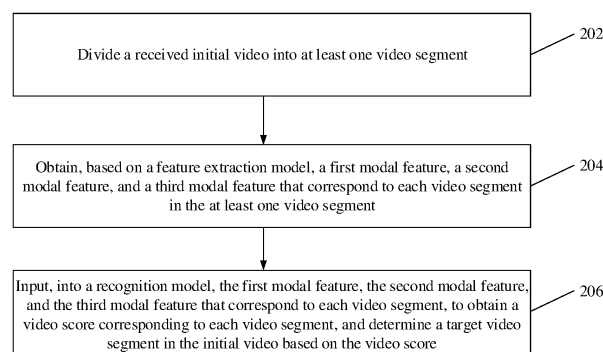 Divide a received initial video into at least one video segment
202
Obtain, based on a feature extraction model, a first modal feature, a second
modal feature, and a third modal feature that correspond to each video segment
in the at least one video segment
204
Input, into a recognition model, the first modal feature, the second modal feature,
and the third modal feature that correspond to each video segment, to obtain a
video score corresponding to each video segment, and determine a target video
segment in the initial video based on the video score
206